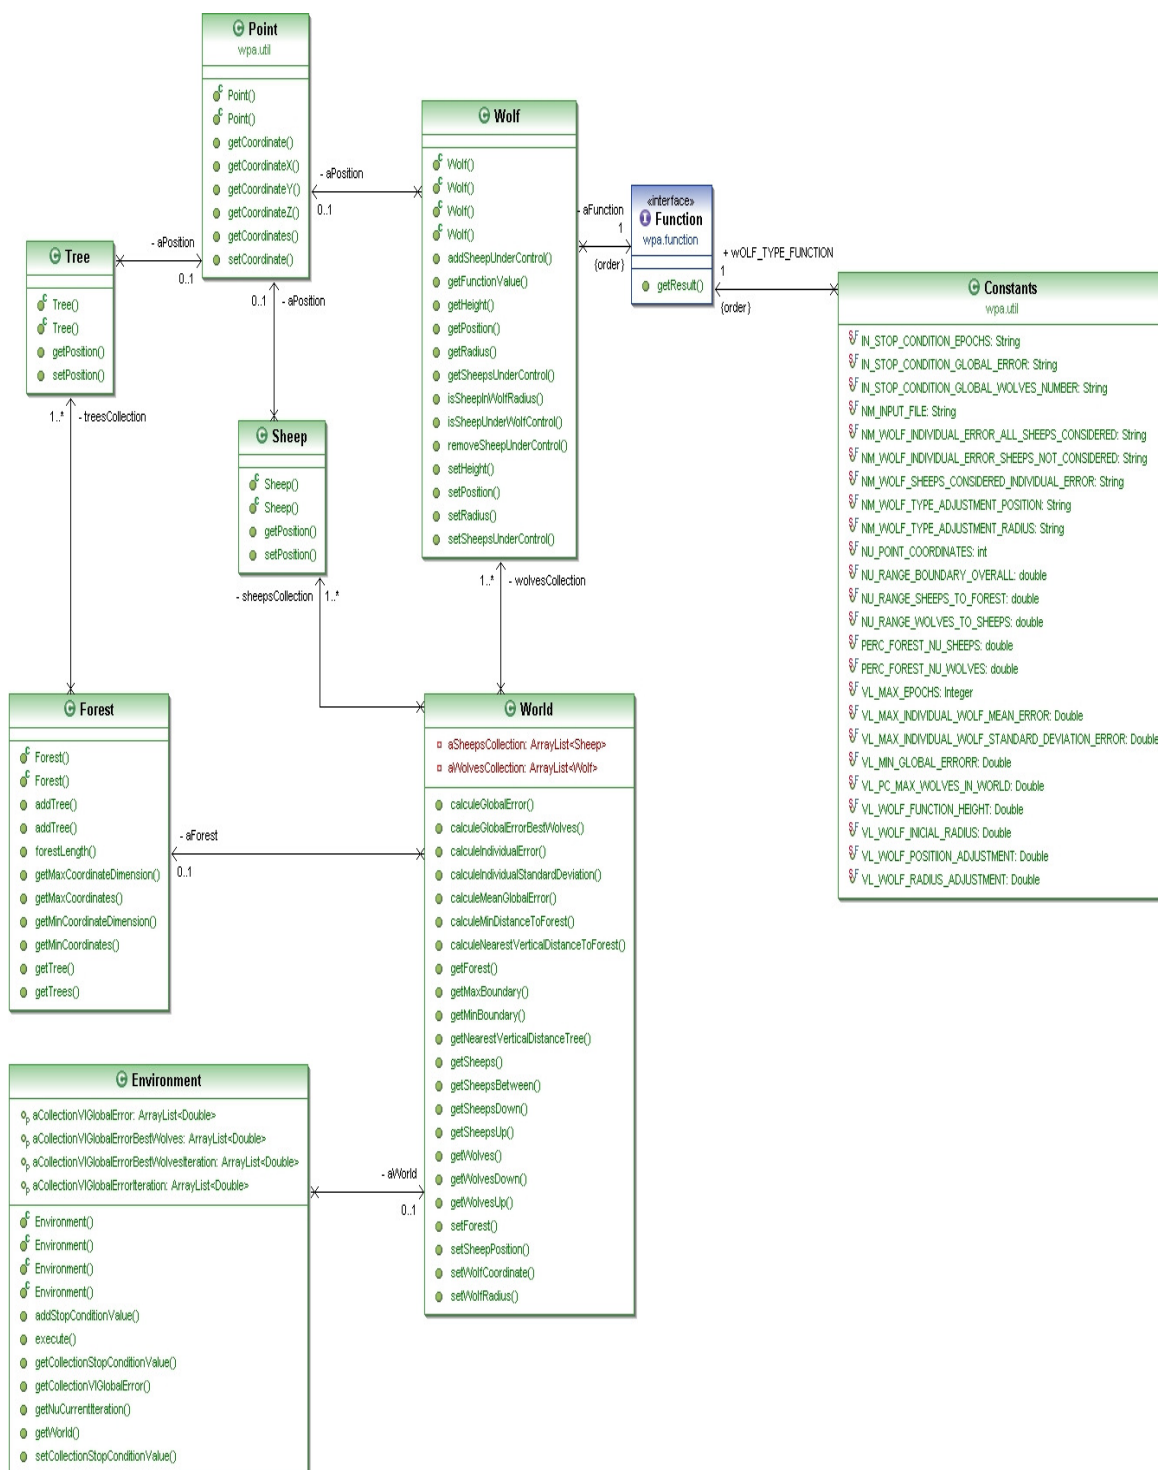 Point
wpa.util
Point()
Point()
getCoordinate()
getCoordinateX()
getCoordinateY()
getCoordinateZ()
getCoordinates()
setCoordinate()
- aPosition
0..1
Wolf
Wolf()
Wolf()
Wolf()
Wolf()
addSheepUnderControl()
getFunctionValue()
getHeight()
getPosition()
getRadius()
getSheepsUnderControl()
isSheepInWolfRadius()
isSheepUnderWolfControl()
removeSheepUnderControl()
setHeight()
setPosition()
setRadius()
setSheepsUnderControl()
- aFunction
1
{order}
«interface»
Function
wpa.function
getResult()
+ wOLF_TYPE_FUNCTION
1
{order}
Constants
wpa.util
IN_STOP_CONDITION_EPOCHS: String
IN_STOP_CONDITION_GLOBAL_ERROR: String
IN_STOP_CONDITION_GLOBAL_WOLVES_NUMBER: String
NM_INPUT_FILE: String
NM_WOLF_INDIVIDUAL_ERROR_ALL_SHEEPS_CONSIDERED: String
NM_WOLF_INDIVIDUAL_ERROR_SHEEPS_NOT_CONSIDERED: String
NM_WOLF_SHEEPS_CONSIDERED_INDIVIDUAL_ERROR: String
NM_WOLF_TYPE_ADJUSTMENT_POSITION: String
NM_WOLF_TYPE_ADJUSTMENT_RADIUS: String
NU_POINT_COORDINATES: int
NU_RANGE_BOUNDARY_OVERALL: double
NU_RANGE_SHEEPS_TO_FOREST: double
NU_RANGE_WOLVES_TO_SHEEPS: double
PERC_FOREST_NU_SHEEPS: double
PERC_FOREST_NU_WOLVES: double
VL_MAX_EPOCHS: Integer
VL_MAX_INDIVIDUAL_WOLF_MEAN_ERROR: Double
VL_MAX_INDIVIDUAL_WOLF_STANDARD_DEVIATION_ERROR: Double
VL_MIN_GLOBAL_ERRORR: Double
VL_PC_MAX_WOLVES_IN_WORLD: Double
VL_WOLF_FUNCTION_HEIGHT: Double
VL_WOLF_INICIAL_RADIUS: Double
VL_WOLF_POSITIION_ADJUSTMENT: Double
VL_WOLF_RADIUS_ADJUSTMENT: Double
- aPosition
0..1
Tree
Tree()
Tree()
getPosition()
setPosition()
0..1
- aPosition
Sheep
Sheep()
Sheep()
getPosition()
setPosition()
1..*
- treesCollection
- sheepsCollection
1..*
1..*
- wolvesCollection
Forest
Forest()
Forest()
addTree()
addTree()
forestLength()
getMaxCoordinateDimension()
getMaxCoordinates()
getMinCoordinateDimension()
getMinCoordinates()
getTree()
getTrees()
- aForest
0..1
World
aSheepsCollection: ArrayList<Sheep>
aWolvesCollection: ArrayList<Wolf>
calculeGlobalError()
calculeGlobalErrorBestWolves()
calculeIndividualError()
calculeIndividualStandardDeviation()
calculeMeanGlobalError()
calculeMinDistanceToForest()
calculeNearestVerticalDistanceToForest()
getForest()
getMaxBoundary()
getMinBoundary()
getNearestVerticalDistanceTree()
getSheeps()
getSheepsBetween()
getSheepsDown()
getSheepsUp()
getWolves()
getWolvesDown()
getWolvesUp()
setForest()
setSheepPosition()
setWolfCoordinate()
setWolfRadius()
Environment
aCollectionVlGlobalError: ArrayList<Double>
aCollectionVlGlobalErrorBestWolves: ArrayList<Double>
aCollectionVlGlobalErrorBestWolvesIteration: ArrayList<Double>
aCollectionVlGlobalErrorIteration: ArrayList<Double>
Environment()
Environment()
Environment()
Environment()
addStopConditionValue()
execute()
getCollectionStopConditionValue()
getCollectionVlGlobalError()
getNuCurrentIteration()
getWorld()
setCollectionStopConditionValue()
- aWorld
0..1